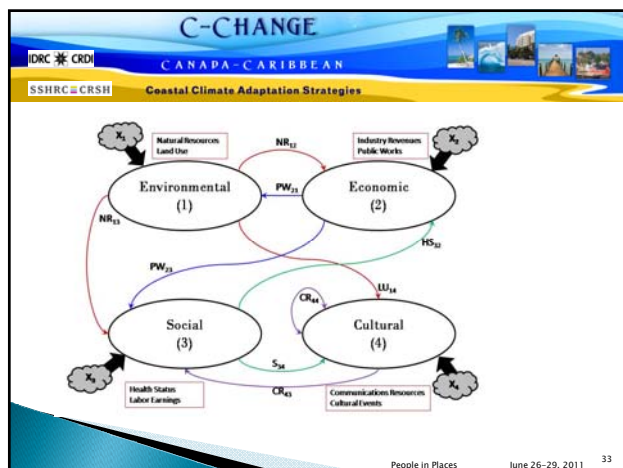 C-CHANGE
IDRC CRDI
CANADA-CARIBBEAN
SSHRC CRSH
Coastal Climate Adaptation Strategies
X1
Natural Resources
Land Use
NR12
Industry Revenues
Public Works
X2
Environmental
(1)
PW21
Economic
(2)
NR13
PW23
HS32
LU14
CR44
Social
(3)
Cultural
(4)
S34
X3
Health Status
Labor Earnings
CR43
Communications Resources
Cultural Events
X4
People in Places
June 26-29, 2011
33